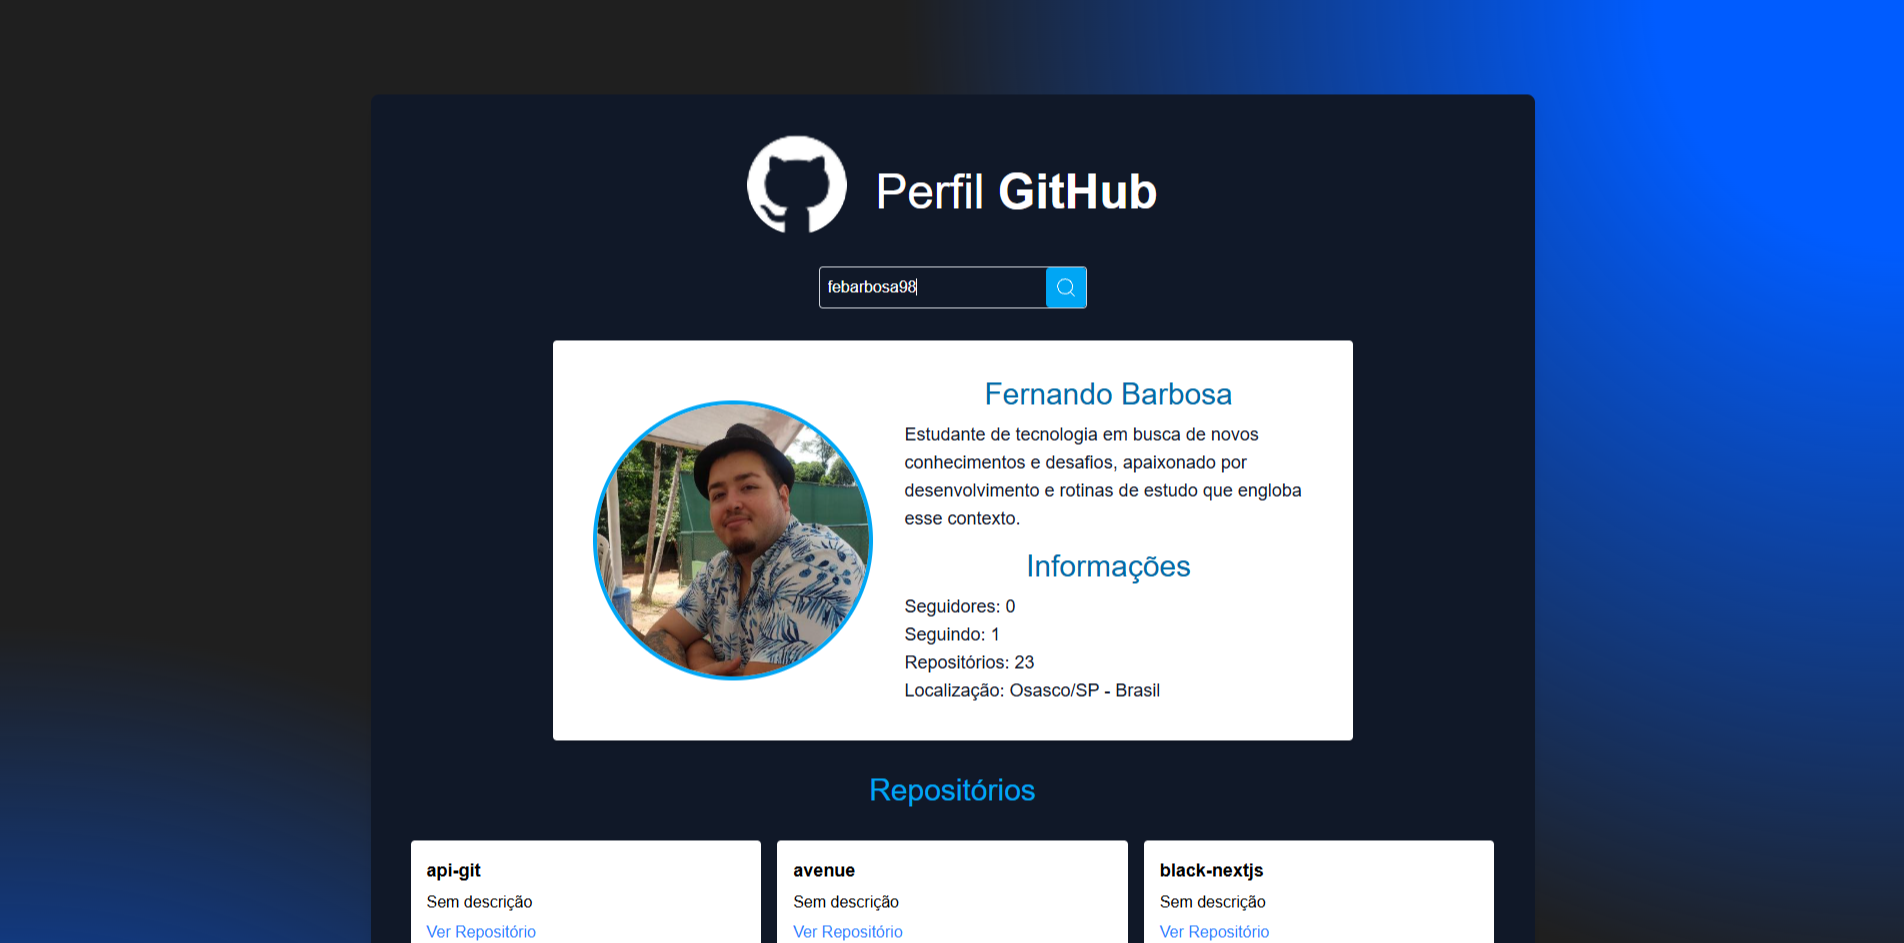 Perfil GitHub
febarbosa98
Fernando Barbosa
Estudante de tecnologia em busca de novos
conhecimentos e desafios, apaixonado por
desenvolvimento e rotinas de estudo que engloba
esse contexto.
Informações
Seguidores: 0
Seguindo: 1
Repositórios: 23
Localização: Osasco/SP - Brasil
Repositórios
api-git
Sem descrição
Ver Repositório
avenue
Sem descrição
Ver Repositório
black-nextjs
Sem descrição
Ver Repositório